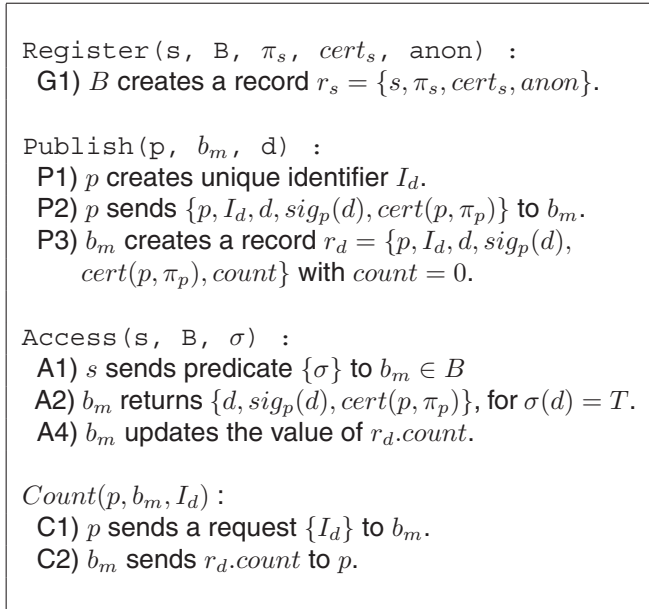 Register(s, B, π_s, cert_s, anon) :
G1) B creates a record r_s = {s, π_s, cert_s, anon}.
Publish(p, b_m, d) :
P1) p creates unique identifier I_d.
P2) p sends {p, I_d, d, sig_p(d), cert(p, π_p)} to b_m.
P3) b_m creates a record r_d = {p, I_d, d, sig_p(d),
cert(p, π_p), count} with count = 0.
Access(s, B, σ) :
A1) s sends predicate {σ} to b_m ∈ B
A2) b_m returns {d, sig_p(d), cert(p, π_p)}, for σ(d) = T.
A4) b_m updates the value of r_d.count.
Count(p, b_m, I_d) :
C1) p sends a request {I_d} to b_m.
C2) b_m sends r_d.count to p.